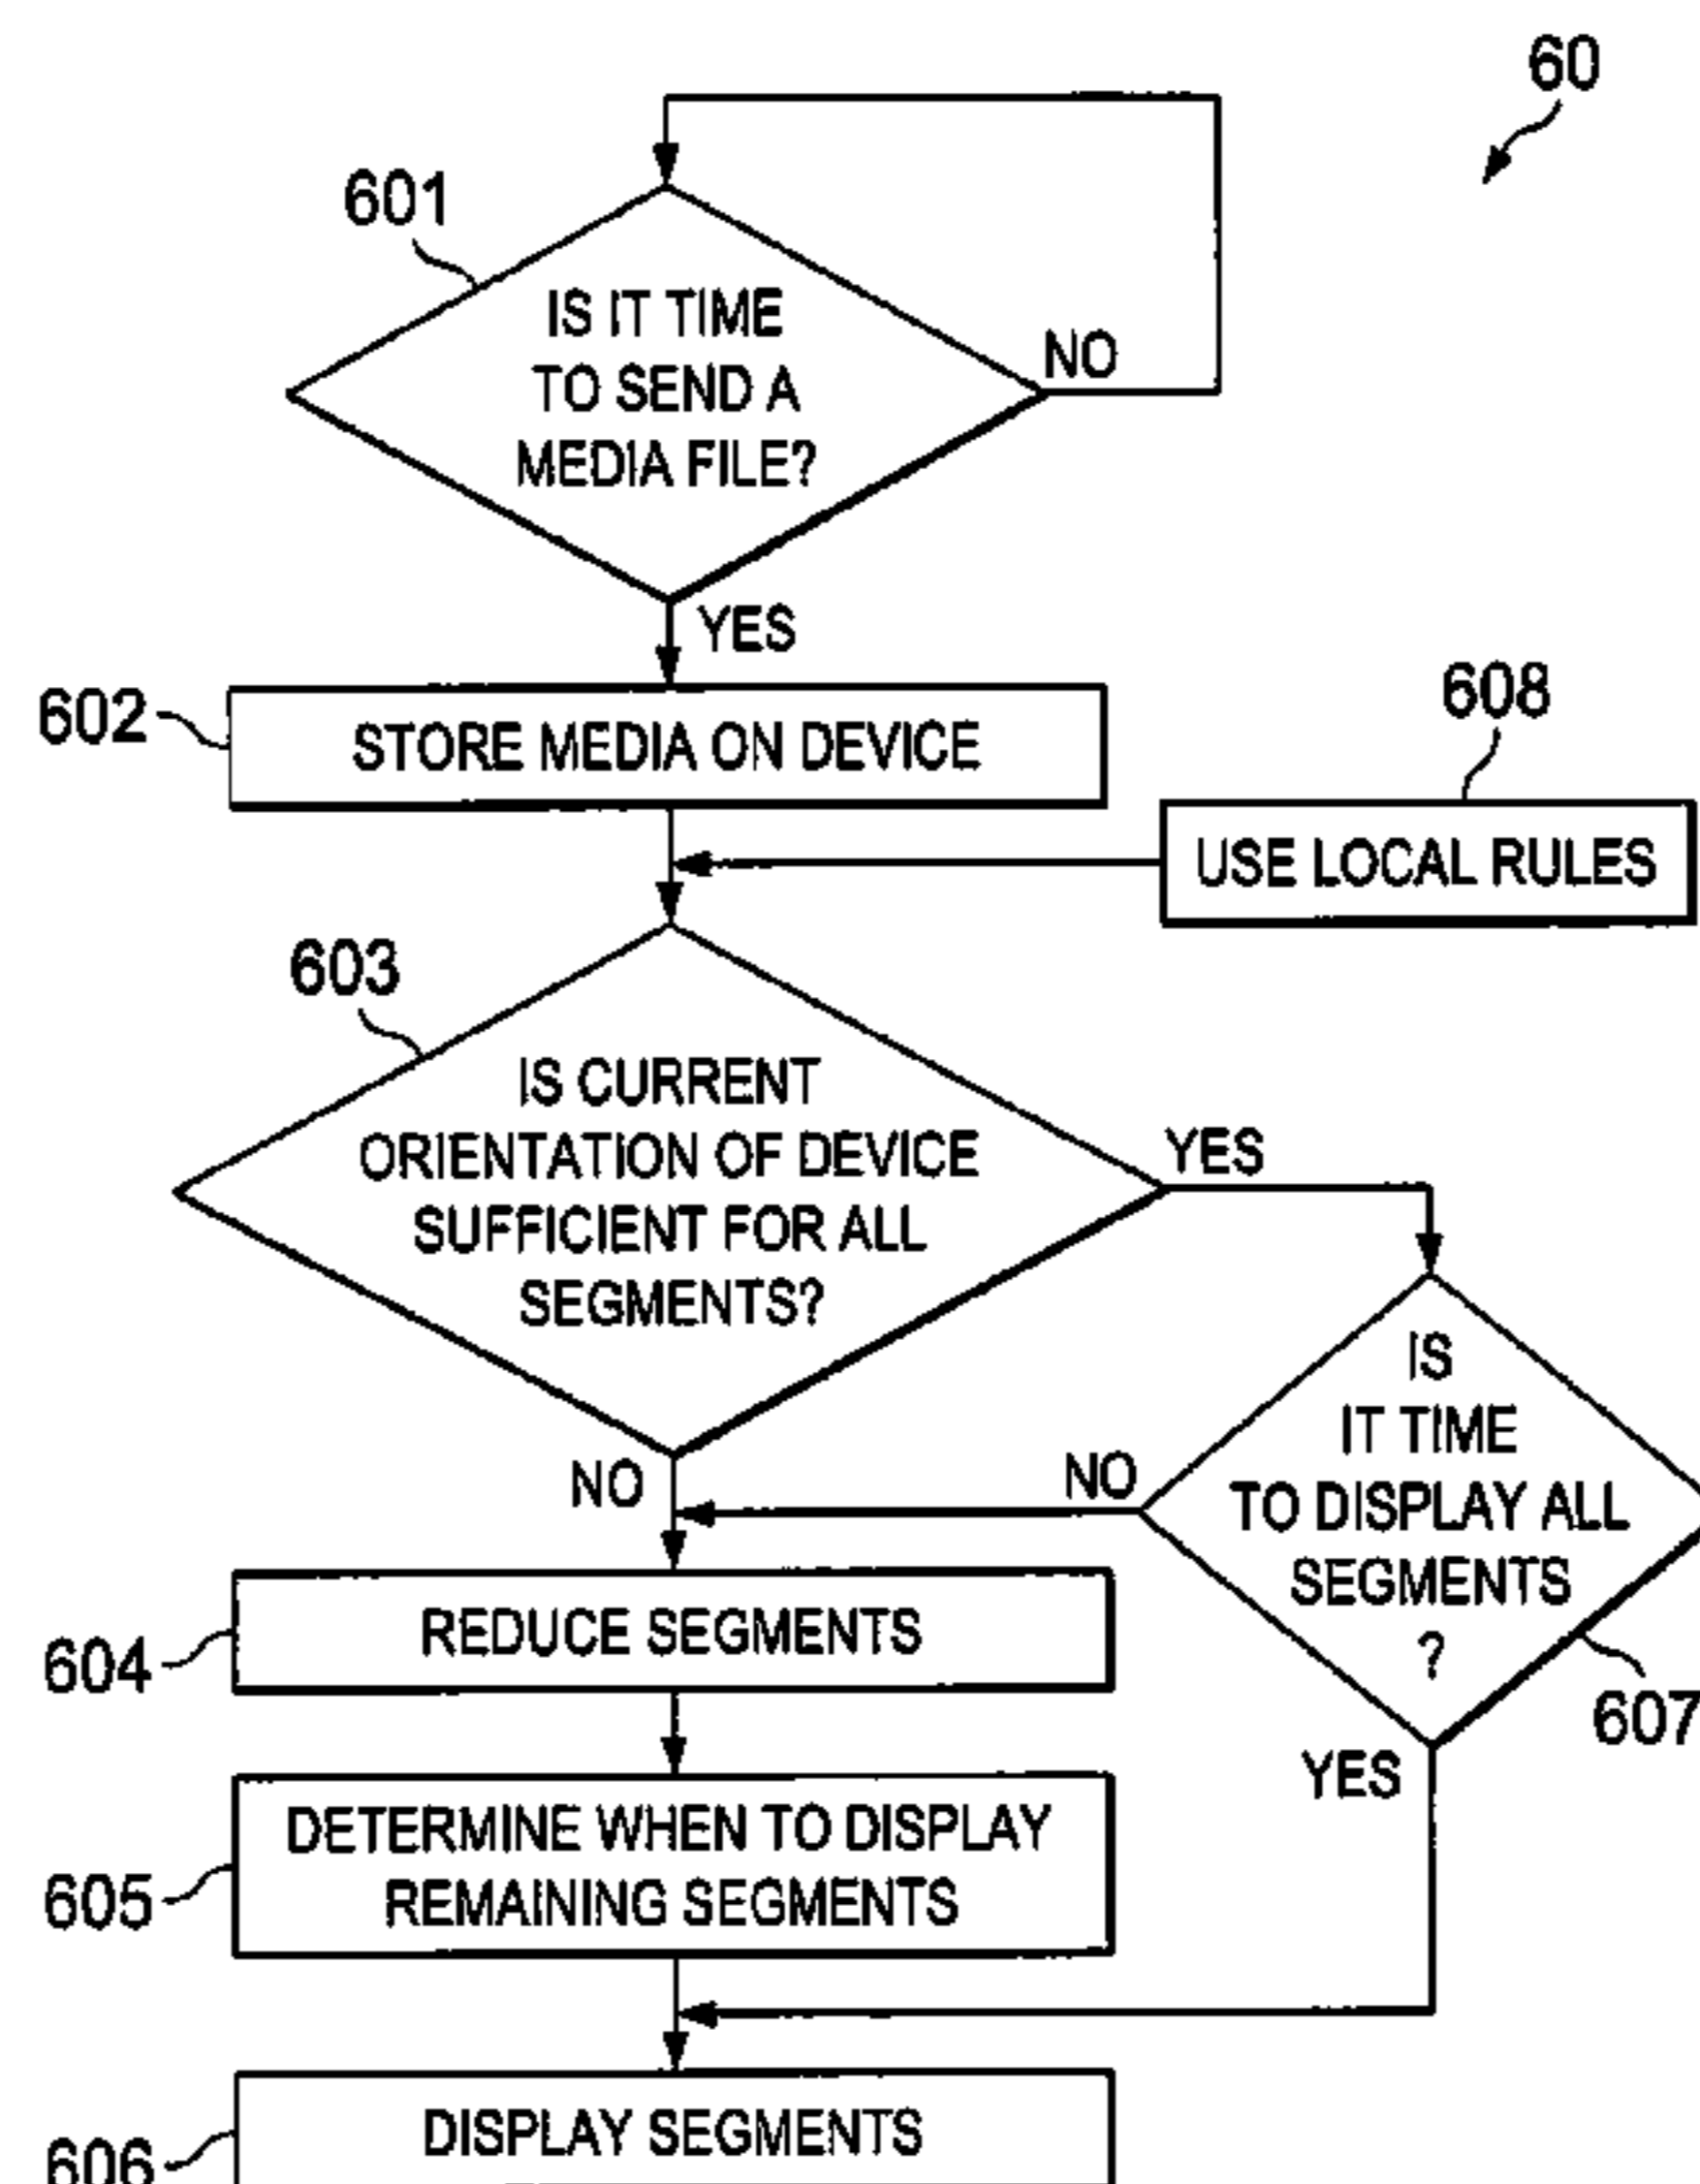 60
601
IS IT TIME
TO SEND A
MEDIA FILE?
NO
YES
602
STORE MEDIA ON DEVICE
608
USE LOCAL RULES
603
IS CURRENT
ORIENTATION OF DEVICE
SUFFICIENT FOR ALL
SEGMENTS?
YES
NO
IS
IT TIME
TO DISPLAY ALL
SEGMENTS
?
NO
607
YES
604
REDUCE SEGMENTS
605
DETERMINE WHEN TO DISPLAY
REMAINING SEGMENTS
606
DISPLAY SEGMENTS